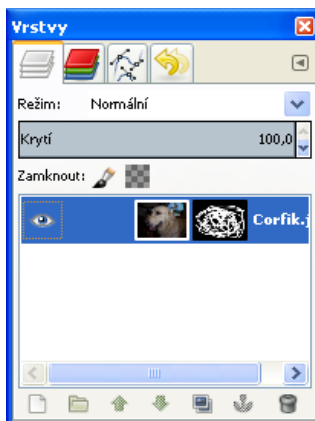 Vrstvy
Režim: Normální
Krytí 100,0
Zamknout:
Corfik.j